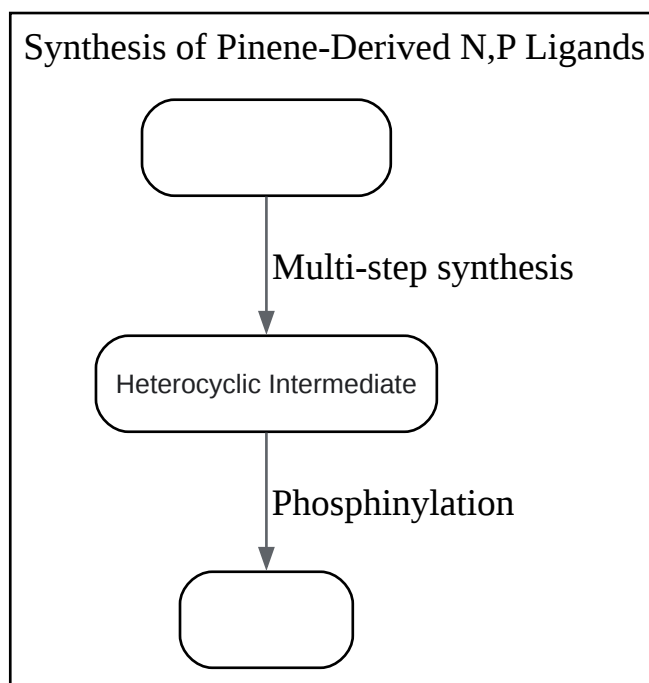 Synthesis of Pinene-Derived N,P Ligands
Multi-step synthesis
Heterocyclic Intermediate
Phosphinylation